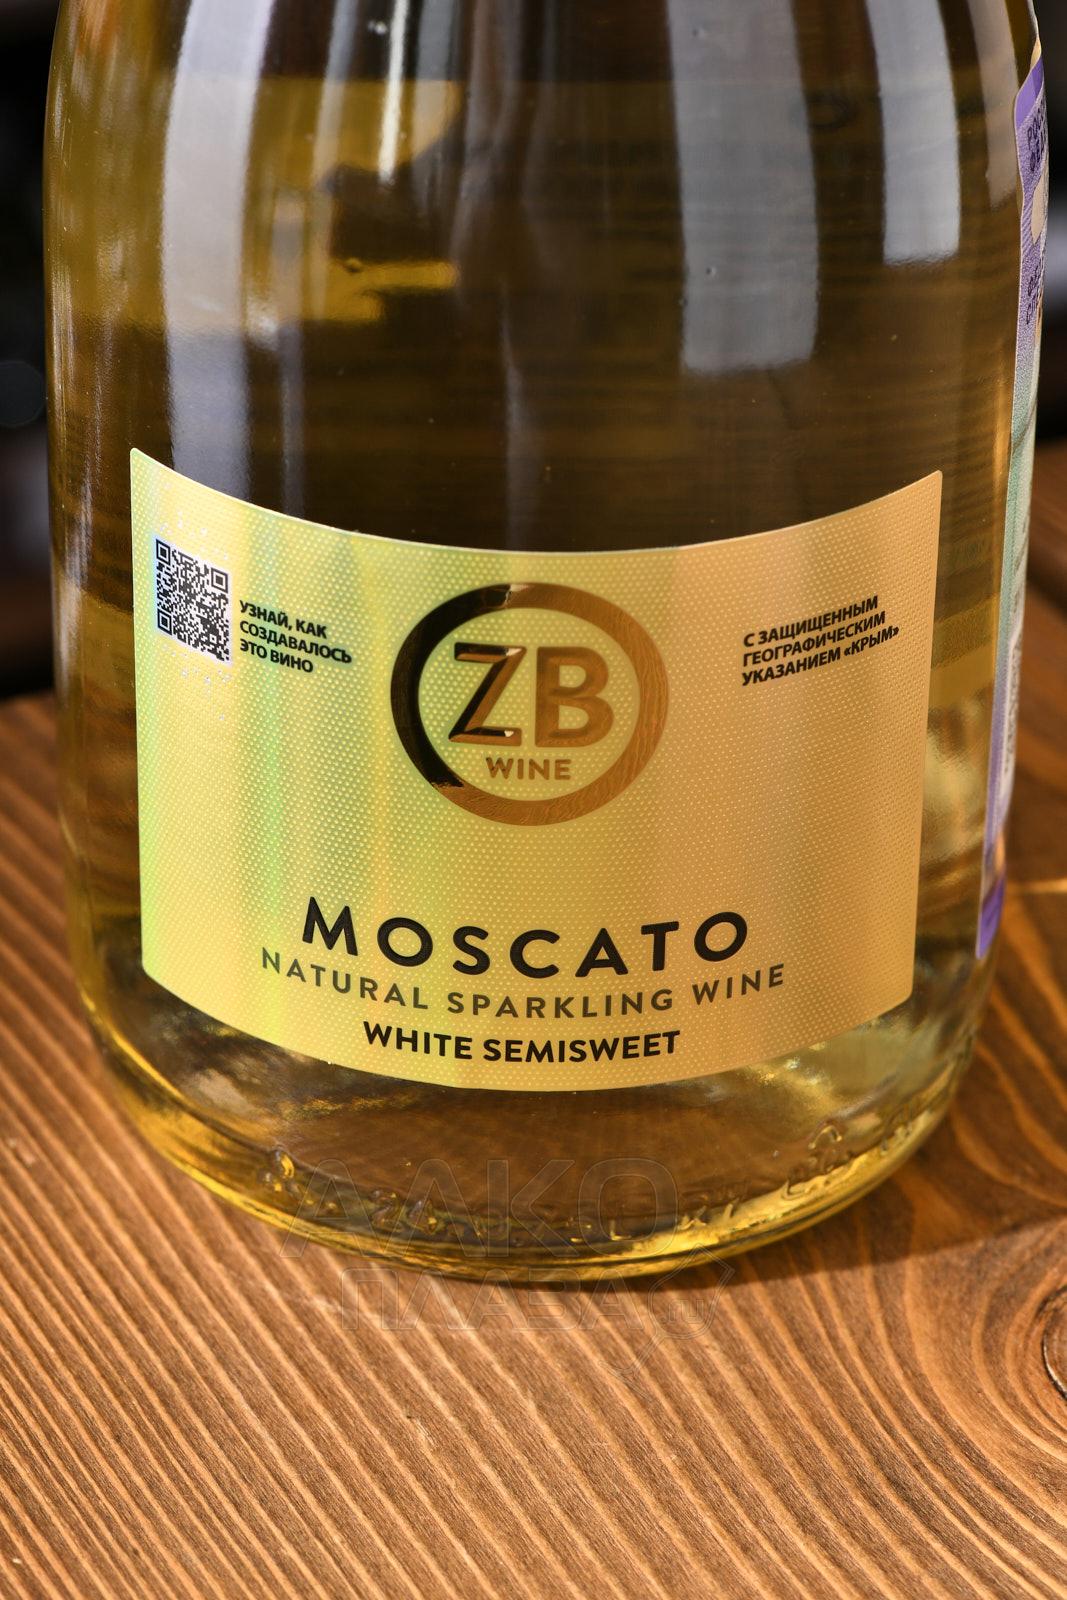 УЗНАЙ, КАК
СОЗДАВАЛОСЬ
ЭТО ВИНО
ZB
WINE
С ЗАЩИЩЕННЫМ
ГЕОГРАФИЧЕСКИМ
УКАЗАНИЕМ «КРЫМ»
MOSCATO
NATURAL SPARKLING WINE
WHITE SEMISWEET
АЛКО
ПЛАЗА.ru